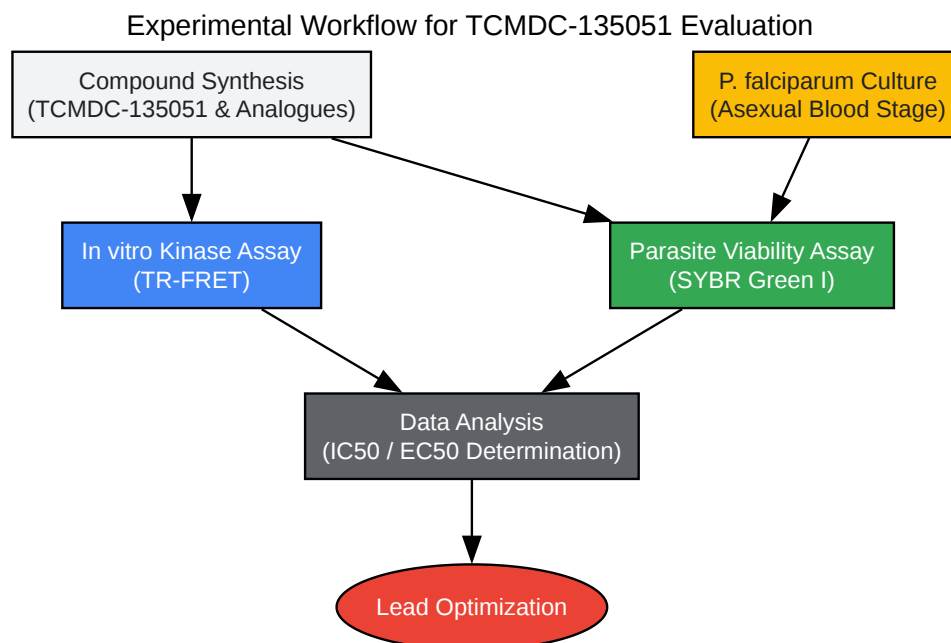 Experimental Workflow for TCMDC-135051 Evaluation
Compound Synthesis
(TCMDC-135051 & Analogues)
P. falciparum Culture
(Asexual Blood Stage)
In vitro Kinase Assay
(TR-FRET)
Parasite Viability Assay
(SYBR Green I)
Data Analysis
(IC50 / EC50 Determination)
Lead Optimization